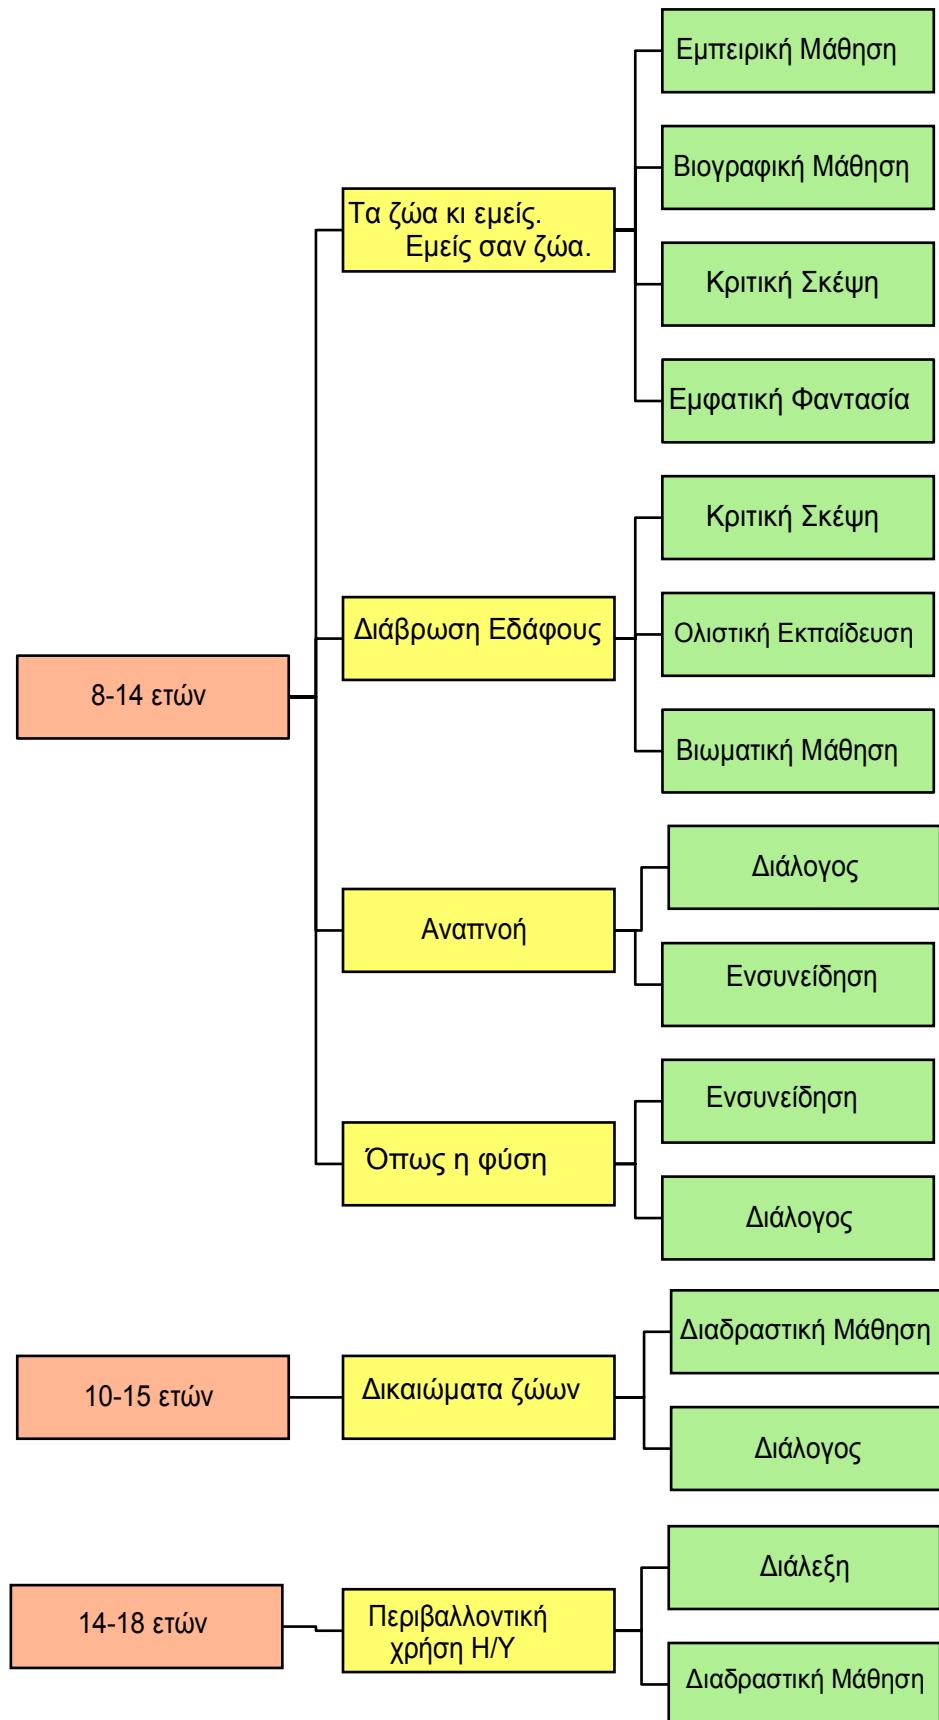 Εμπειρική Μάθηση
Βιογραφική Μάθηση
Τα ζώα κι εμείς.
Εμείς σαν ζώα.
Κριτική Σκέψη
Εμφατική Φαντασία
Κριτική Σκέψη
Διάβρωση Εδάφους
Ολιστική Εκπαίδευση
8-14 ετών
Βιωματική Μάθηση
Διάλογος
Αναπνοή
Ενσυνείδηση
Ενσυνείδηση
Όπως η φύση
Διάλογος
Διαδραστική Μάθηση
10-15 ετών
Δικαιώματα ζώων
Διάλογος
Διάλεξη
14-18 ετών
Περιβαλλοντική
χρήση Η/Υ
Διαδραστική Μάθηση